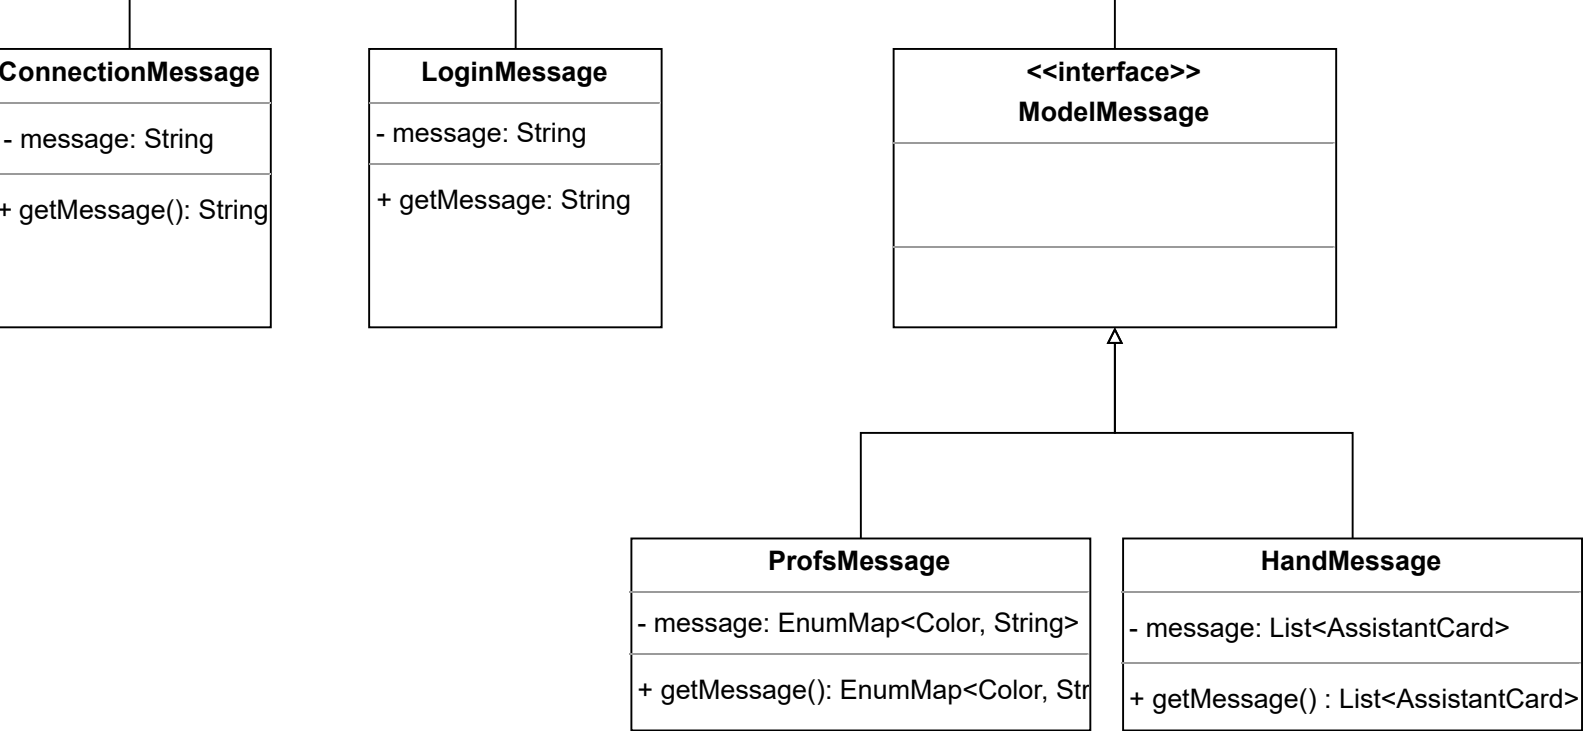 ConnectionMessage
- message: String
+ getMessage(): String
LoginMessage
- message: String
+ getMessage: String
<<interface>>
ModelMessage
ProfsMessage
- message: EnumMap<Color, String>
+ getMessage(): EnumMap<Color, Str
HandMessage
- message: List<AssistantCard>
+ getMessage() : List<AssistantCard>